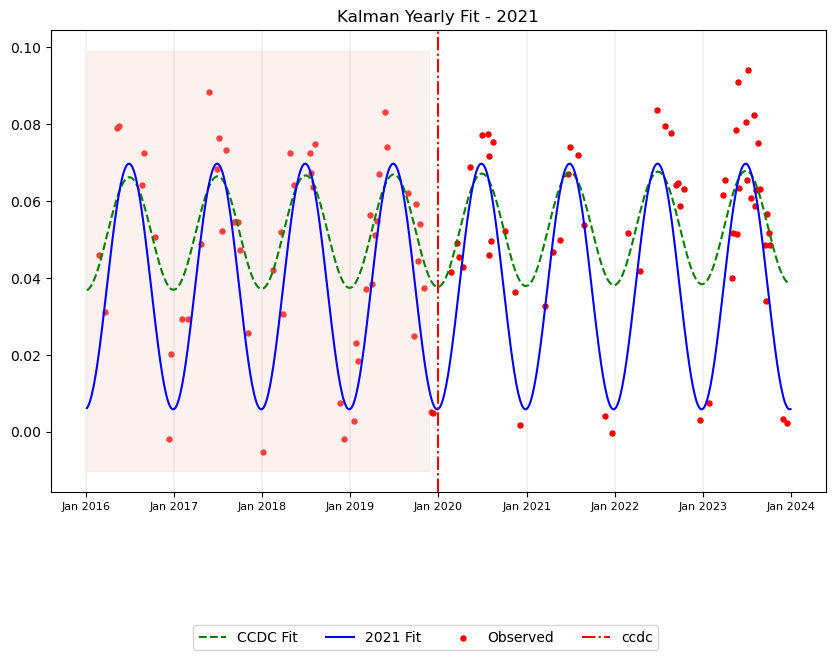 Kalman Yearly Fit - 2021
0.10
0.08
0.06
0.04
0.02
0.00
Jan 2016 Jan 2017 Jan 2018 Jan 2019 Jan 2020 Jan 2021 Jan 2022 Jan 2023 Jan 2024
CCDC Fit 2021 Fit Observed ccdc